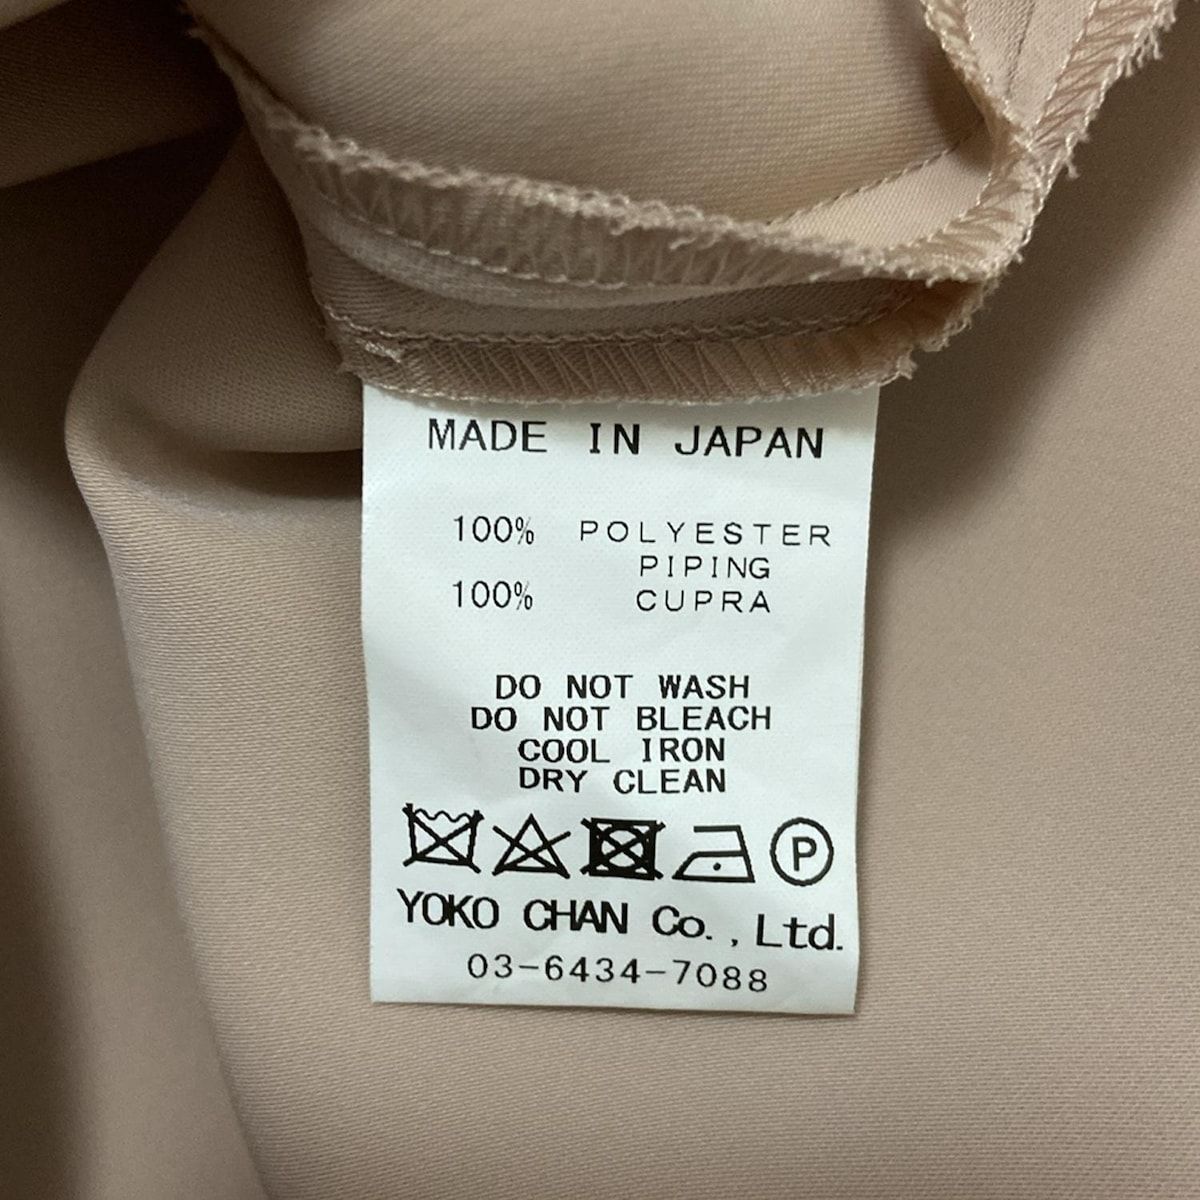 MADE IN JAPAN
100% POLYESTER
PIPING
100% CUPRA
DO NOT WASH
DO NOT BLEACH
COOL IRON
DRY CLEAN
P
YOKO CHAN Co., Ltd.
03-6434-7088